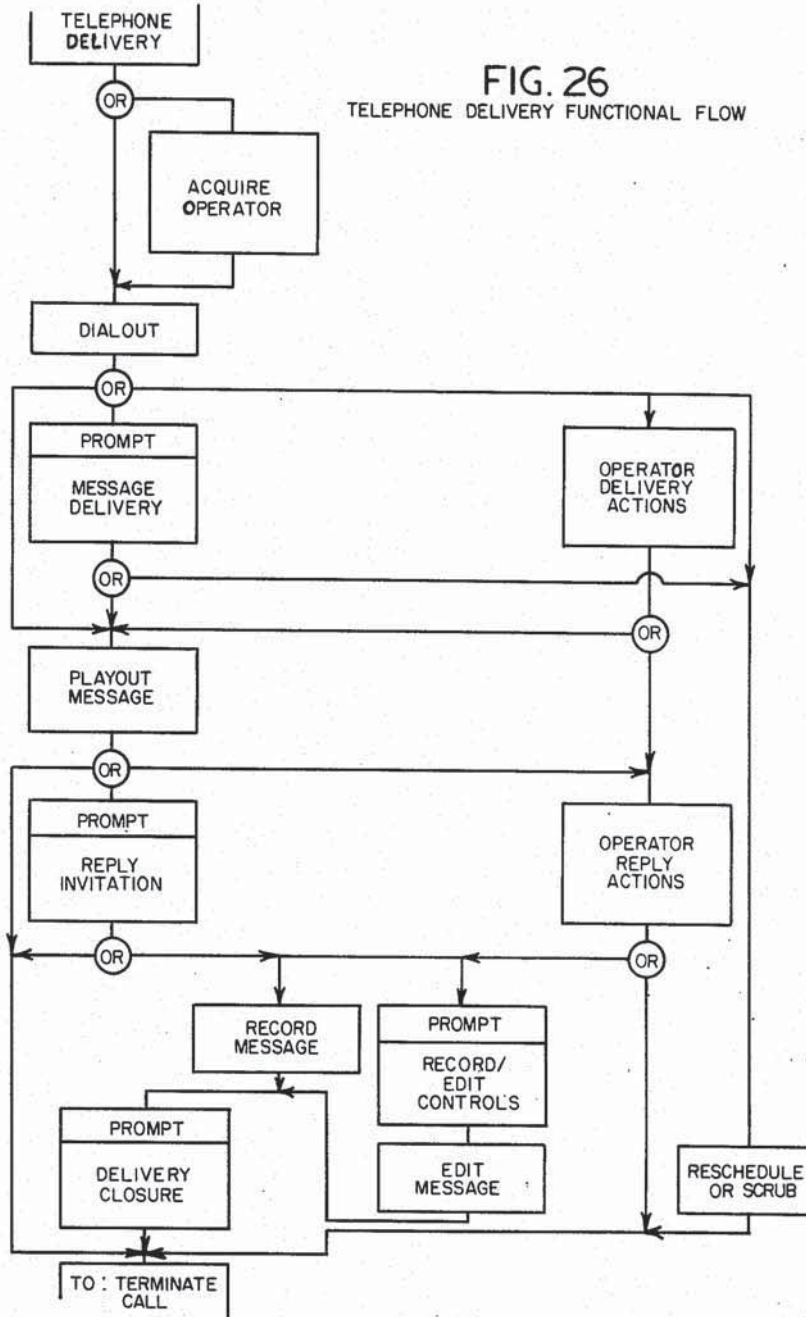 TELEPHONE
DELIVERY
FIG. 26
TELEPHONE DELIVERY FUNCTIONAL FLOW
OR
ACQUIRE
OPERATOR
DIALOUT
OR
PROMPT
MESSAGE
DELIVERY
OPERATOR
DELIVERY
ACTIONS
OR
OR
PLAYOUT
MESSAGE
OR
PROMPT
REPLY
INVITATION
OPERATOR
REPLY
ACTIONS
OR
OR
RECORD
MESSAGE
PROMPT
RECORD/
EDIT
CONTROLS
PROMPT
DELIVERY
CLOSURE
EDIT
MESSAGE
RESCHEDULE
OR SCRUB
TO: TERMINATE
CALL